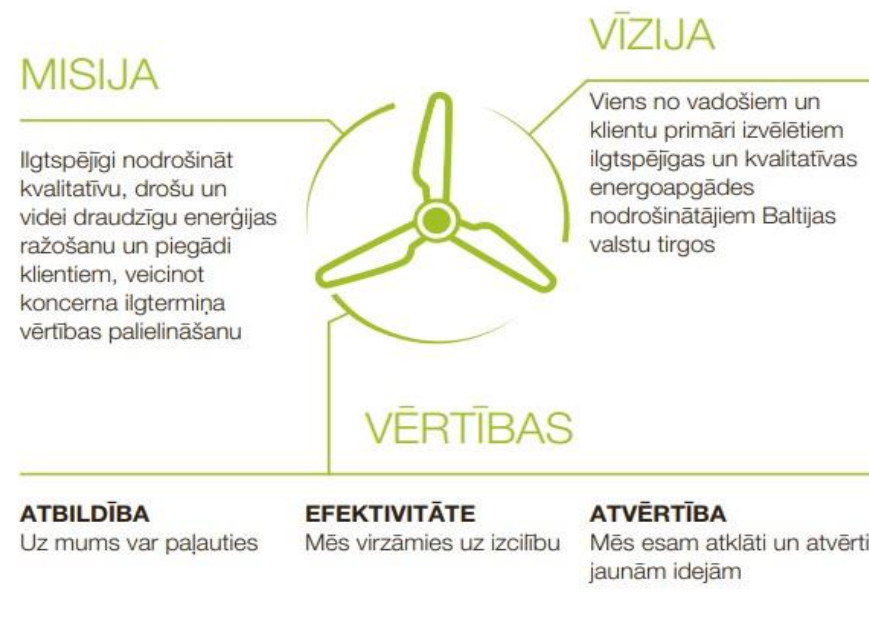 MISIJA
Ilgtspējīgi nodrošināt
kvalitatīvu, drošu un
videi draudzīgu enerģijas
ražošanu un piegādi
klientiem, veicinot
koncerna ilgtermiņa
vērtības palielināšanu
VĪZIJA
Viens no vadošiem un
klientu primāri izvēlētiem
ilgtspējīgas un kvalitatīvas
energoapgādes
nodrošinātājiem Baltijas
valstu tirgos
VĒRTĪBAS
ATBILDĪBA
Uz mums var paļauties
EFEKTIVITĀTE
Mēs virzāmies uz izcilību
ATVĒRTĪBA
Mēs esam atklāti un atvērti
jaunām idejām